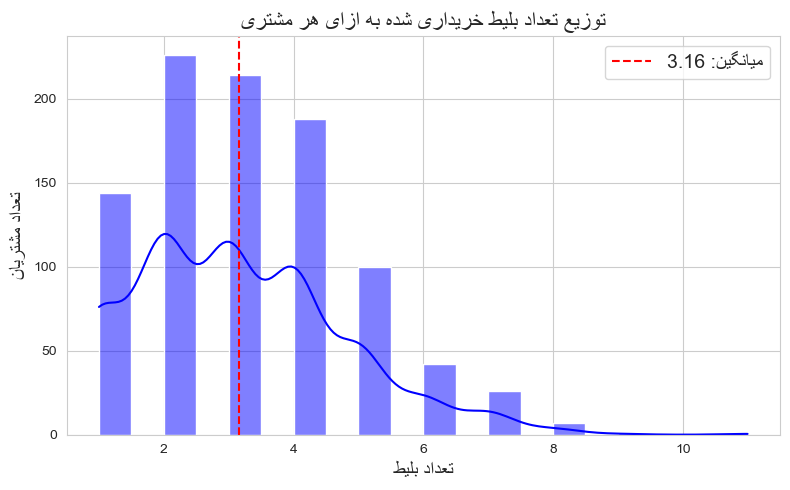 توزیع تعداد بلیط خریداری شده به ازای هر مشتری
میانگین: 3.16
تعداد مشتریان
200
150
100
50
0
2 4 6 8 10
تعداد بلیط